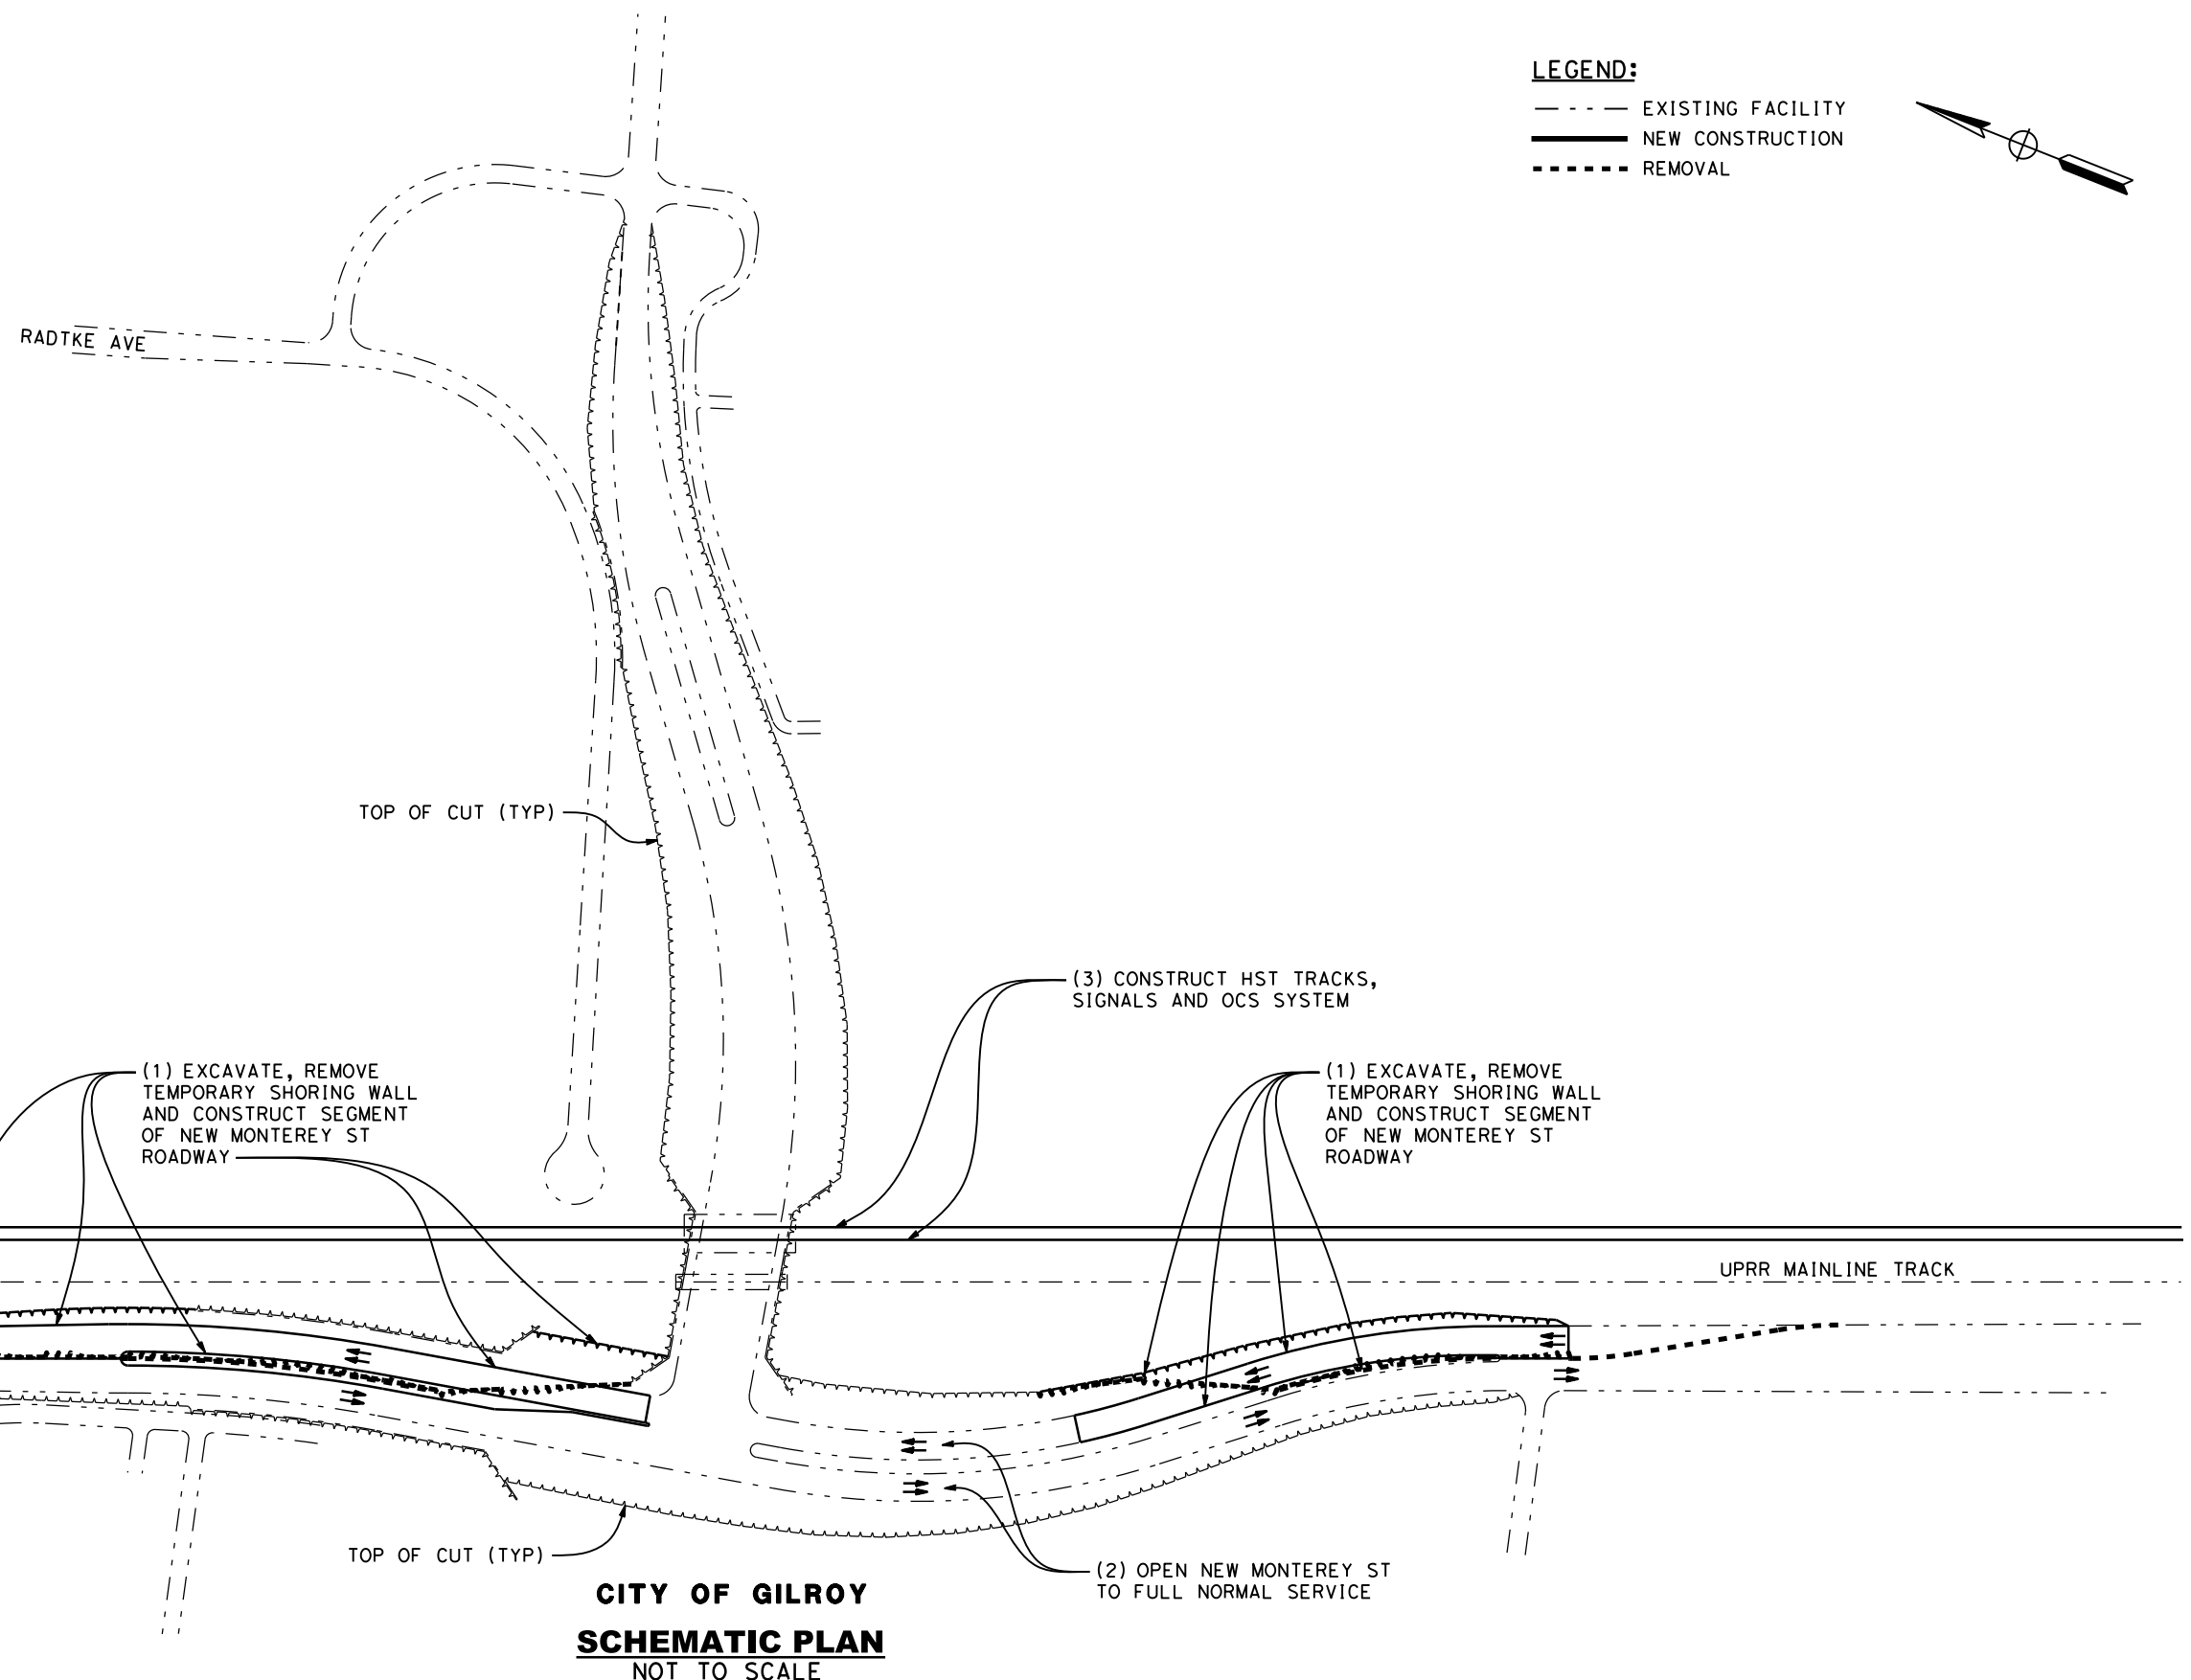 LEGEND:
EXISTING FACILITY
NEW CONSTRUCTION
REMOVAL
RADTKE AVE
TOP OF CUT (TYP)
(3) CONSTRUCT HST TRACKS,
SIGNALS AND OCS SYSTEM
(1) EXCAVATE, REMOVE
TEMPORARY SHORING WALL
AND CONSTRUCT SEGMENT
OF NEW MONTEREY ST
ROADWAY
(1) EXCAVATE, REMOVE
TEMPORARY SHORING WALL
AND CONSTRUCT SEGMENT
OF NEW MONTEREY ST
ROADWAY
UPRR MAINLINE TRACK
TOP OF CUT (TYP)
(2) OPEN NEW MONTEREY ST
TO FULL NORMAL SERVICE
CITY OF GILROY
SCHEMATIC PLAN
NOT TO SCALE